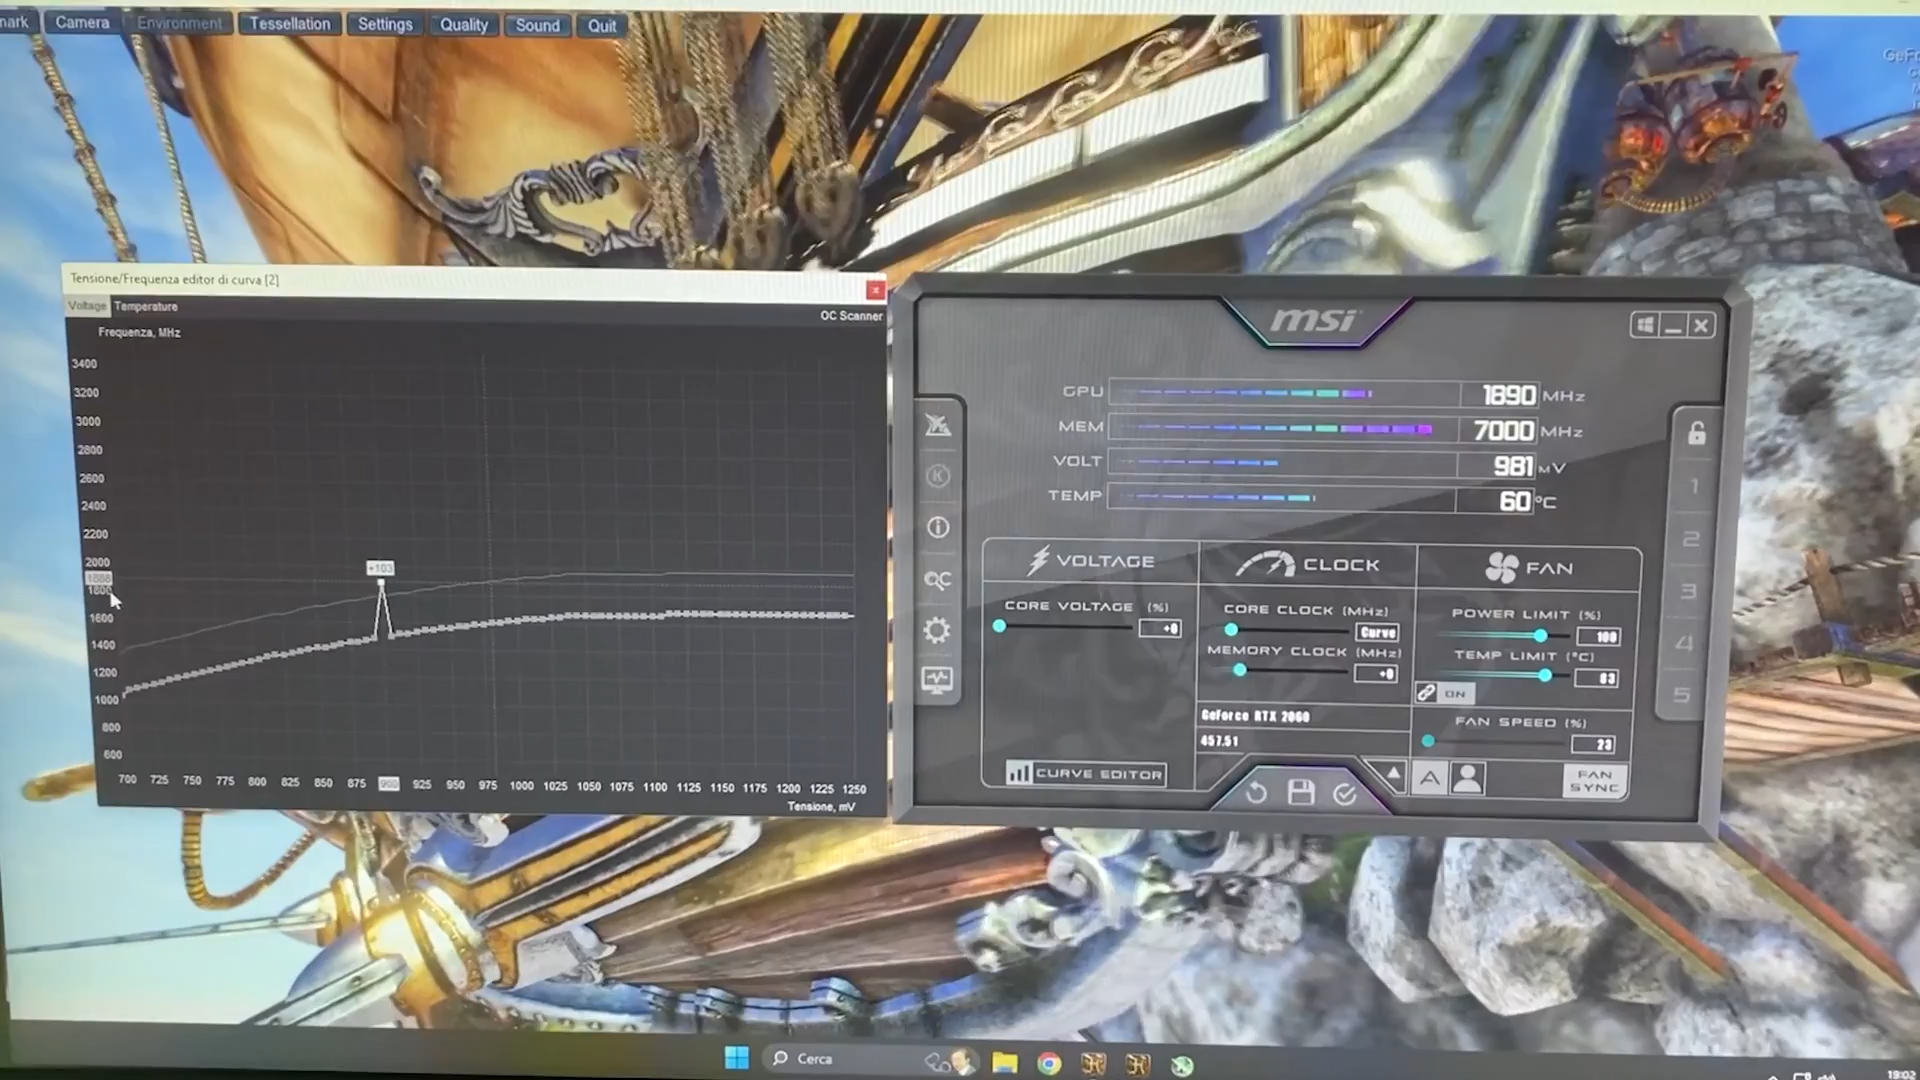 Camera
Environment
Tessellation
Settings
Quality
Sound
Quit
Tensione/Frequenza editor di curva [2]
Voltage
Temperature
OC Scanner
Frequenza, MHz
3400
3200
3000
2800
2600
2400
2200
2000
1800
1600
1400
1200
1000
800
600
+103
700 725 750 775 800 825 850 875 900 925 950 975 1000 1025 1050 1075 1100 1125 1150 1175 1200 1225 1250
Tensione, mV
msi
GPU 1890 MHz
MEM 7000 MHz
VOLT 981 mV
TEMP 60 °C
VOLTAGE
CORE VOLTAGE (%)
+0
CURVE EDITOR
CLOCK
CORE CLOCK (MHz)
Curve
MEMORY CLOCK (MHz)
+0
GeForce RTX 2060
457.51
FAN
POWER LIMIT (%)
100
TEMP LIMIT (°C)
83
ON
FAN SPEED (%)
23
A
FAN
SYNC
K
OC
1
2
3
4
5
Cerca
19:02